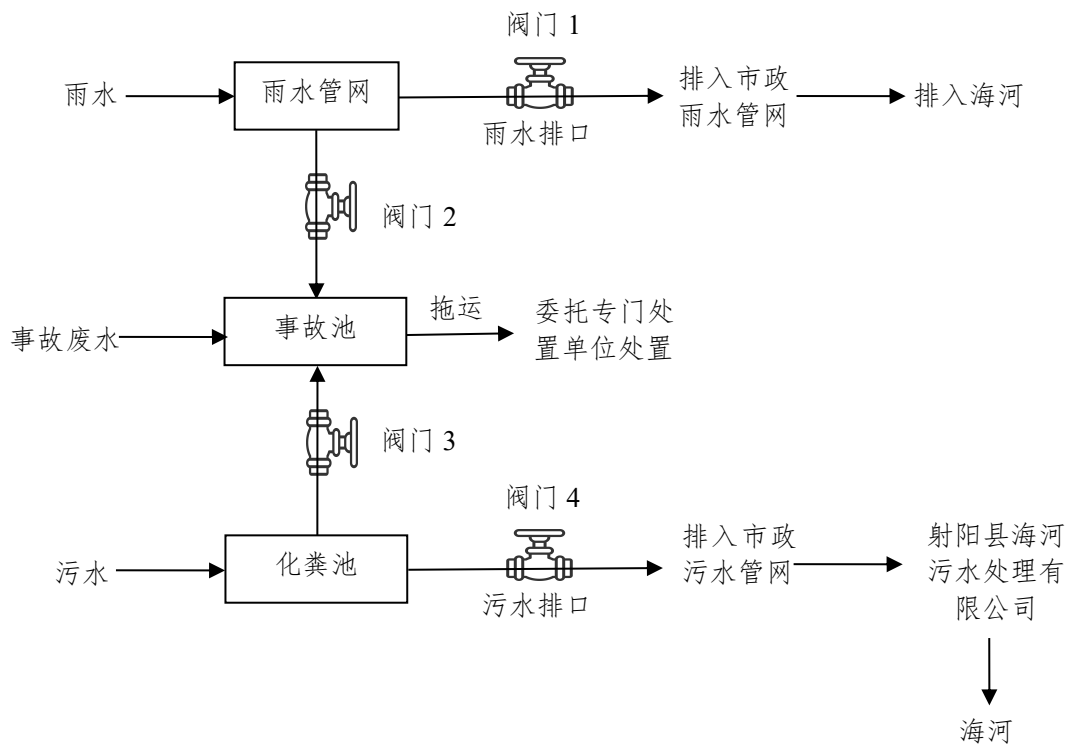 阀门 1
雨水
雨水管网
排入市政
雨水管网
排入海河
雨水排口
阀门 2
事故废水
事故池
拖运
委托专门处
置单位处置
阀门 3
阀门 4
污水
化粪池
排入市政
污水管网
射阳县海河
污水处理有
限公司
污水排口
海河